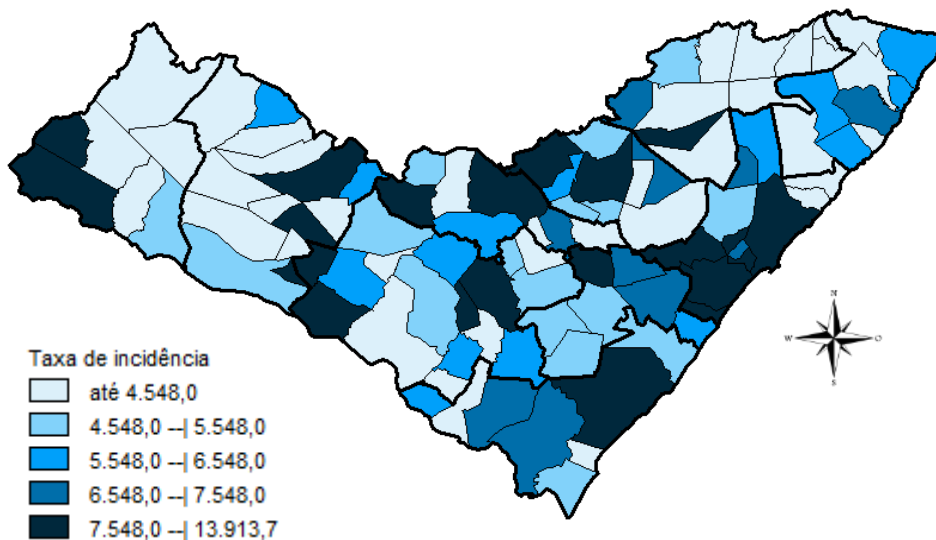 N
W
O
S
Taxa de incidência
até 4.548,0
4.548,0 --| 5.548,0
5.548,0 --| 6.548,0
6.548,0 --| 7.548,0
7.548,0 --| 13.913,7